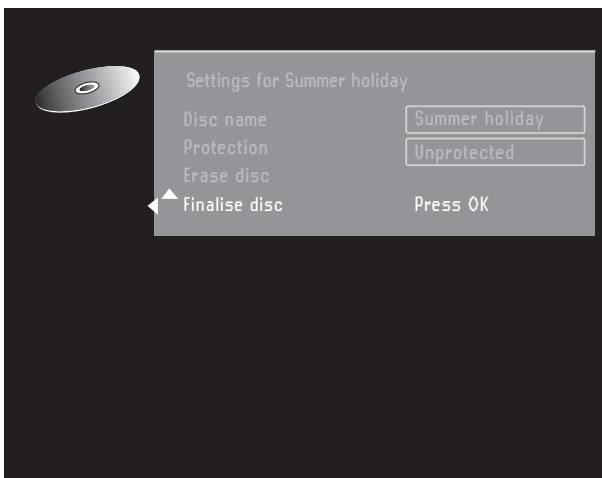 Settings for Summer holiday
Disc name Summer holiday
Protection Unprotected
Erase disc
Finalise disc Press OK